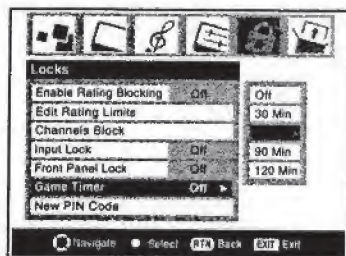 Locks
Enable Rating Blocking Off
Edit Rating Limits
Channels Block
Input Lock Off
Front Panel Lock Off
Game Timer Off
New PIN Code
Off
30 Min
90 Min
120 Min
Navigate Select RTN Back EXIT Exit